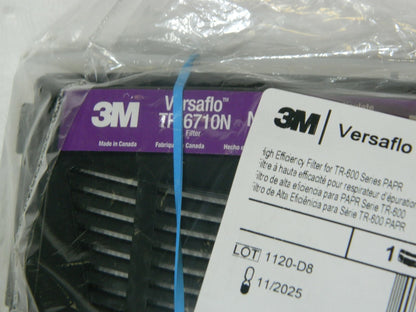 3M Versaflo™
TR-6710N
Filter
Made in Canada Fabriqué en Canada Hecho
3M Versaflo
High Efficiency Filter for TR-600 Series PAPR
Filtre à haute efficacité pour respirateur d'épuration
Filtro de alta eficiencia para PAPR Serie TR-600
Filtro de Alta Eficiência para Série TR-600 PAPR
1
LOT 1120-D8
11/2025